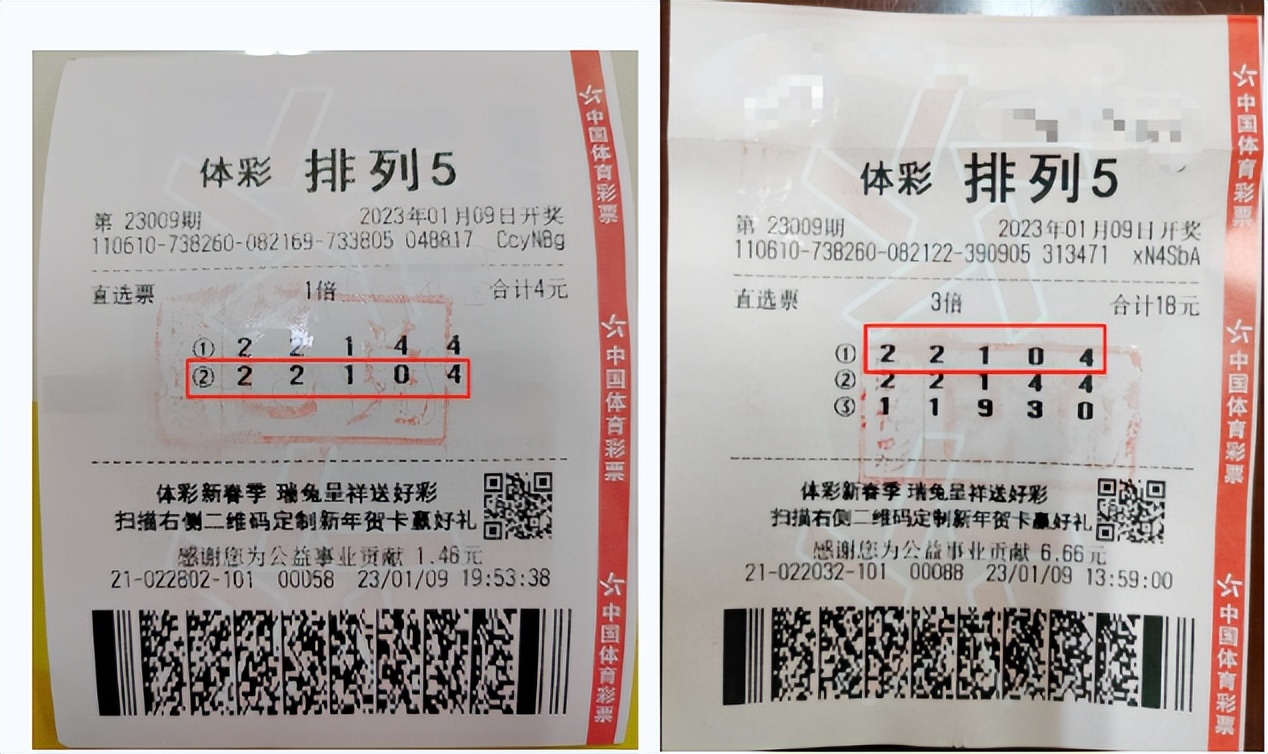 体彩 排列5
第 23009期 2023年01月09日开奖
110610-738260-082169-733805 048817 CcyNBg
直选票 1倍 合计4元
① 2 2 1 4 4
② 2 2 1 0 4
体彩新春季 瑞兔呈祥送好彩
扫描右侧二维码定制新年贺卡赢好礼
感谢您为公益事业贡献 1.46元
21-022802-101 00058 23/01/09 19:53:38
中国体育彩票
中国体育彩票
中国体育彩票
体彩 排列5
第 23009期 2023年01月09日开奖
110610-738260-082122-390905 313471 xN4SbA
直选票 3倍 合计18元
① 2 2 1 0 4
② 2 2 1 4 4
③ 1 1 9 3 0
体彩新春季 瑞兔呈祥送好彩
扫描右侧二维码定制新年贺卡赢好礼
感谢您为公益事业贡献 6.66元
21-022032-101 00088 23/01/09 13:59:00
中国体育彩票
中国体育彩票
中国体育彩票